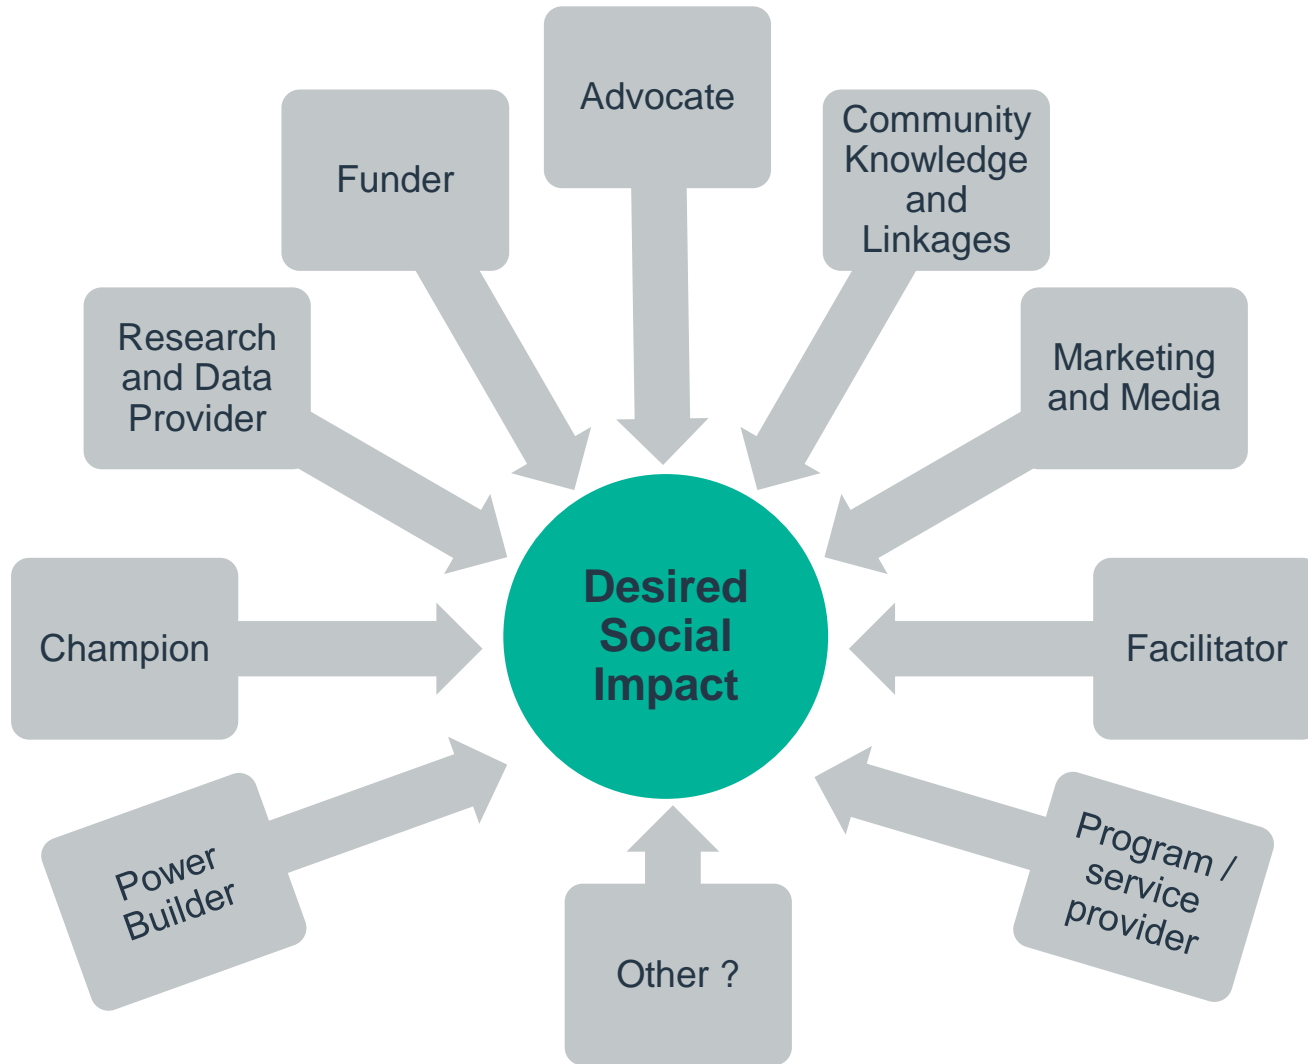 Advocate
Funder
Community
Knowledge
and
Linkages
Research
and Data
Provider
Marketing
and Media
Desired
Social
Impact
Champion
Facilitator
Power
Builder
Program /
service
provider
Other ?